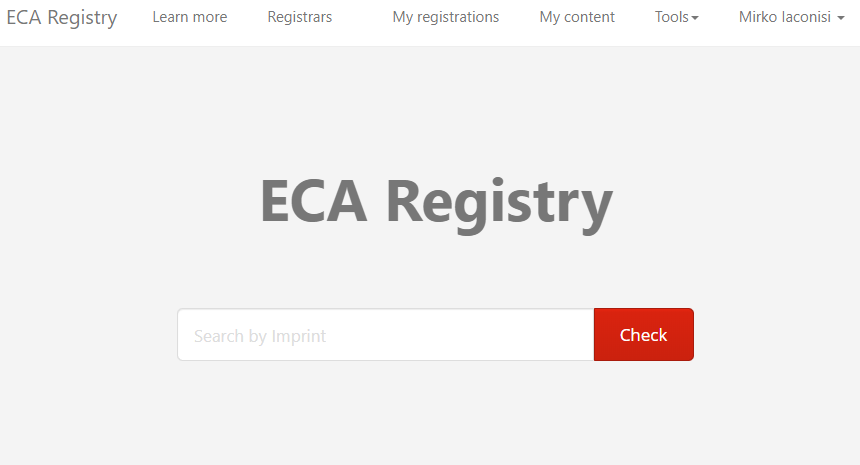 ECA Registry Learn more Registrars My registrations My content Tools Mirko Iaconisi
ECA Registry
Search by Imprint Check